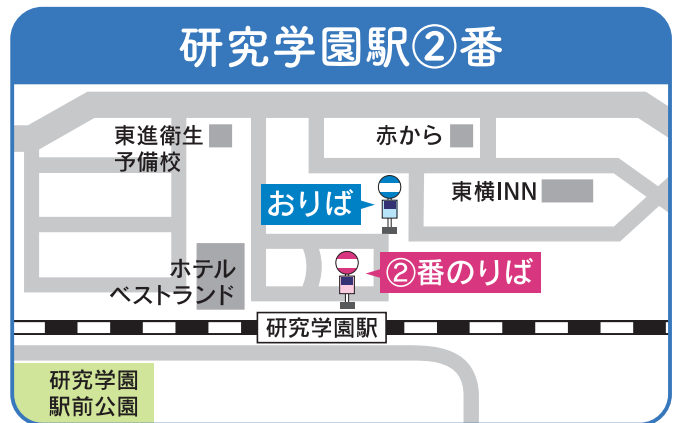 研究学園駅②番
東進衛生
予備校
赤から
東横INN
おりば
ホテル
ベストランド
②番のりば
研究学園駅
研究学園
駅前公園